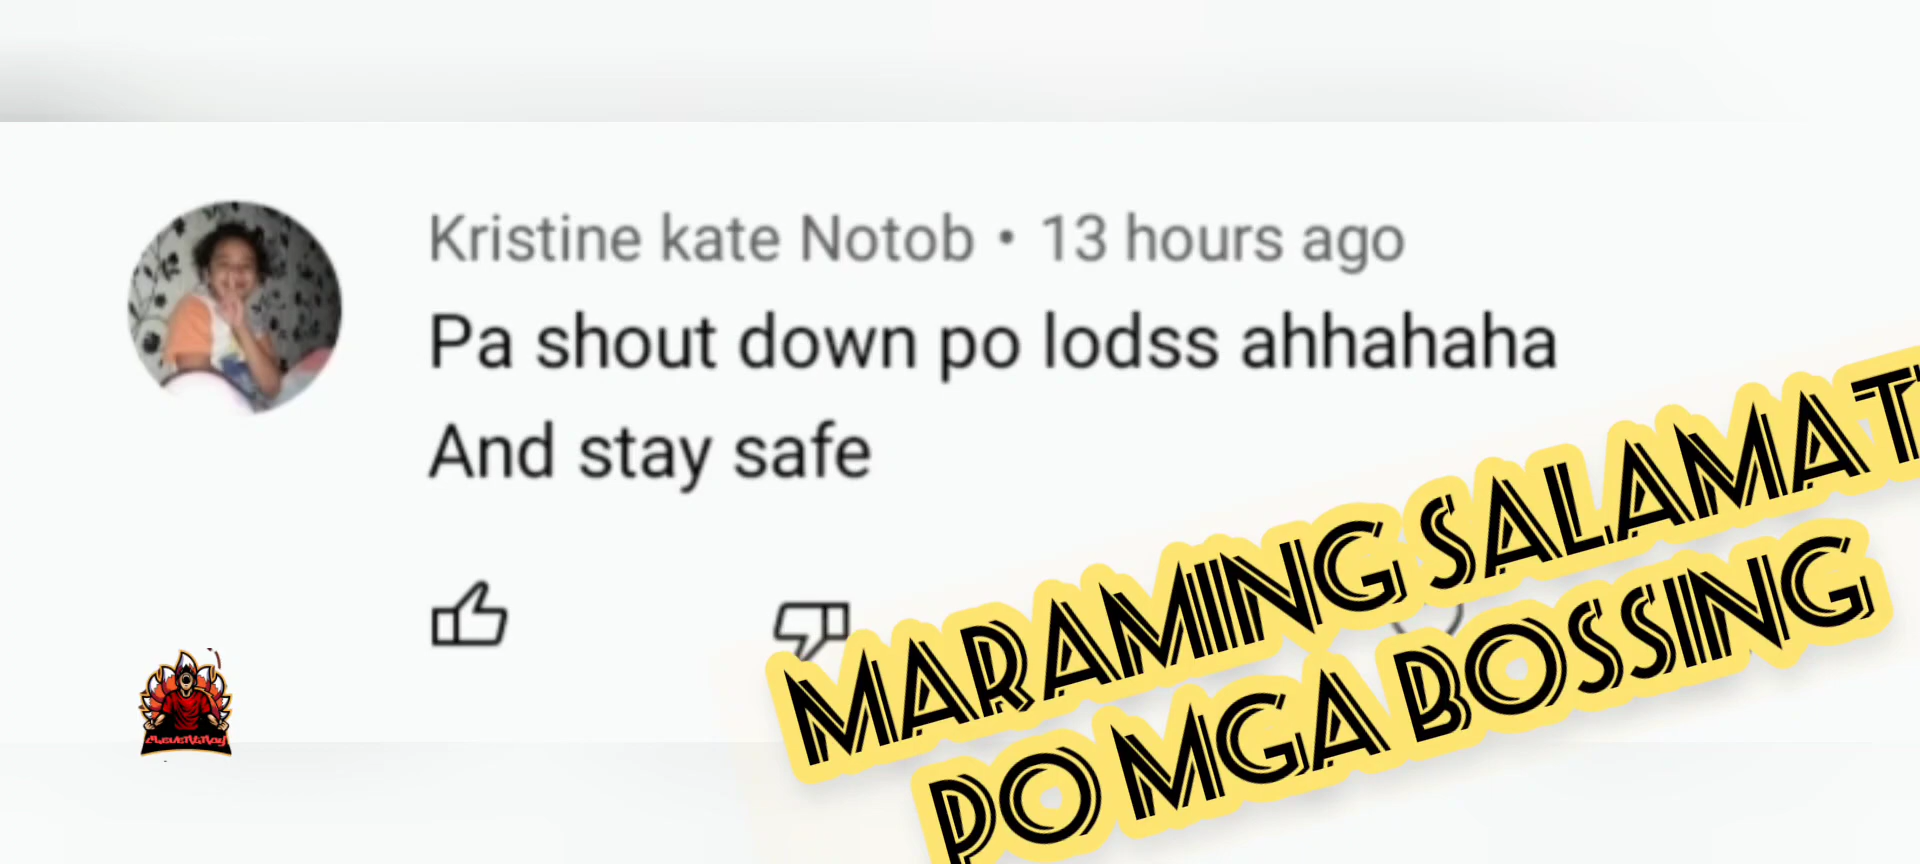 Kristine kate Notob • 13 hours ago
Pa shout down po lodss ahhahaha
And stay safe
MARAMING SALAMAT
PO MGA BOSSING